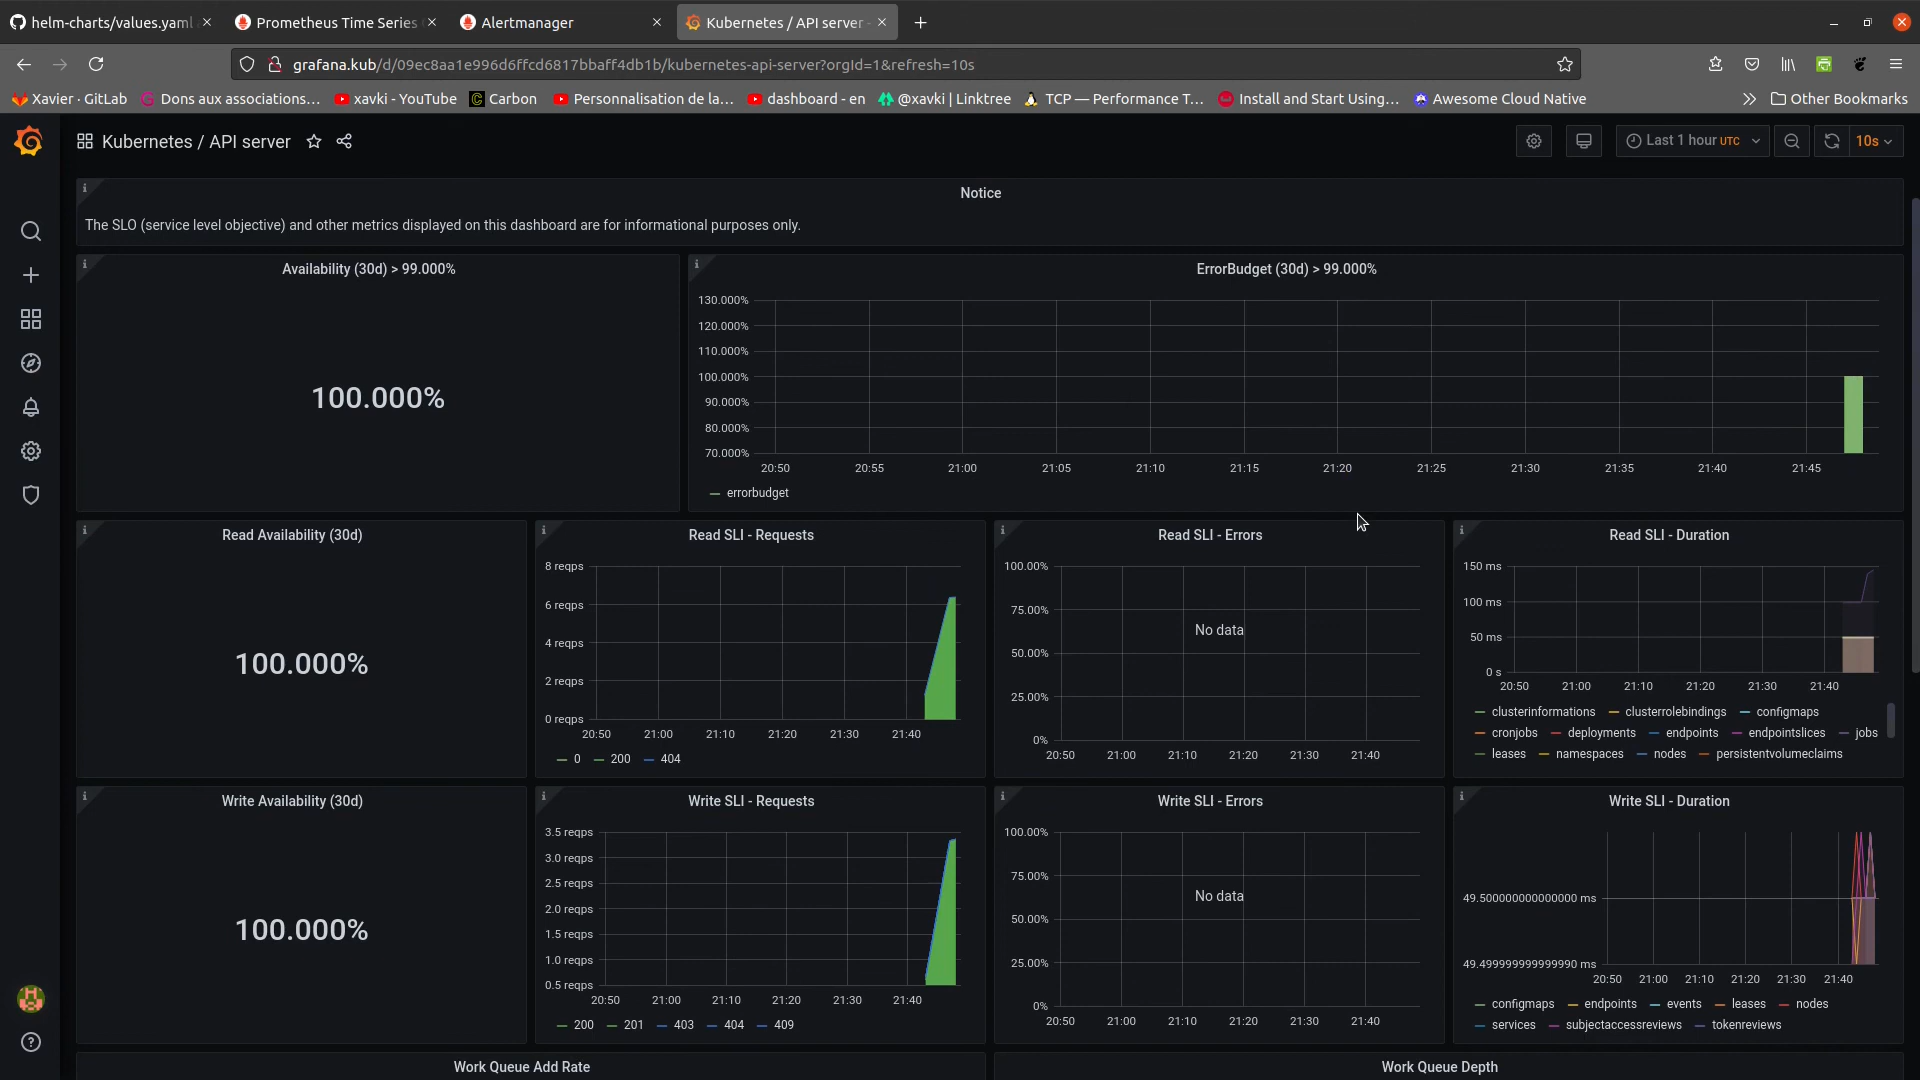 helm-charts/values.yaml
Prometheus Time Series
Alertmanager
Kubernetes / API server -
grafana.kub/d/09ec8aa1e996d6ffcd6817bbaff4db1b/kubernetes-api-server?orgId=1&refresh=10s
Xavier · GitLab
Dons aux associations…
xavki - YouTube
Carbon
Personnalisation de la…
dashboard - en
@xavki | Linktree
TCP — Performance T…
Install and Start Using…
Awesome Cloud Native
Other Bookmarks
Kubernetes / API server
Last 1 hour UTC
10s
Notice
The SLO (service level objective) and other metrics displayed on this dashboard are for informational purposes only.
Availability (30d) > 99.000%
100.000%
ErrorBudget (30d) > 99.000%
130.000%
120.000%
110.000%
100.000%
90.000%
80.000%
70.000%
20:50 20:55 21:00 21:05 21:10 21:15 21:20 21:25 21:30 21:35 21:40 21:45
errorbudget
Read Availability (30d)
100.000%
Read SLI - Requests
8 reqps
6 reqps
4 reqps
2 reqps
0 reqps
20:50 21:00 21:10 21:20 21:30 21:40
0 200 404
Read SLI - Errors
100.00%
75.00%
No data
50.00%
25.00%
0%
20:50 21:00 21:10 21:20 21:30 21:40
Read SLI - Duration
150 ms
100 ms
50 ms
0 s
20:50 21:00 21:10 21:20 21:30 21:40
clusterinformations clusterrolebindings configmaps
cronjobs deployments endpoints endpointslices jobs
leases namespaces nodes persistentvolumeclaims
Write Availability (30d)
100.000%
Write SLI - Requests
3.5 reqps
3.0 reqps
2.5 reqps
2.0 reqps
1.5 reqps
1.0 reqps
0.5 reqps
20:50 21:00 21:10 21:20 21:30 21:40
200 201 403 404 409
Write SLI - Errors
100.00%
75.00%
No data
50.00%
25.00%
0%
20:50 21:00 21:10 21:20 21:30 21:40
Write SLI - Duration
49.500000000000000 ms
49.499999999999990 ms
20:50 21:00 21:10 21:20 21:30 21:40
configmaps endpoints events leases nodes
services subjectaccessreviews tokenreviews
Work Queue Add Rate
Work Queue Depth